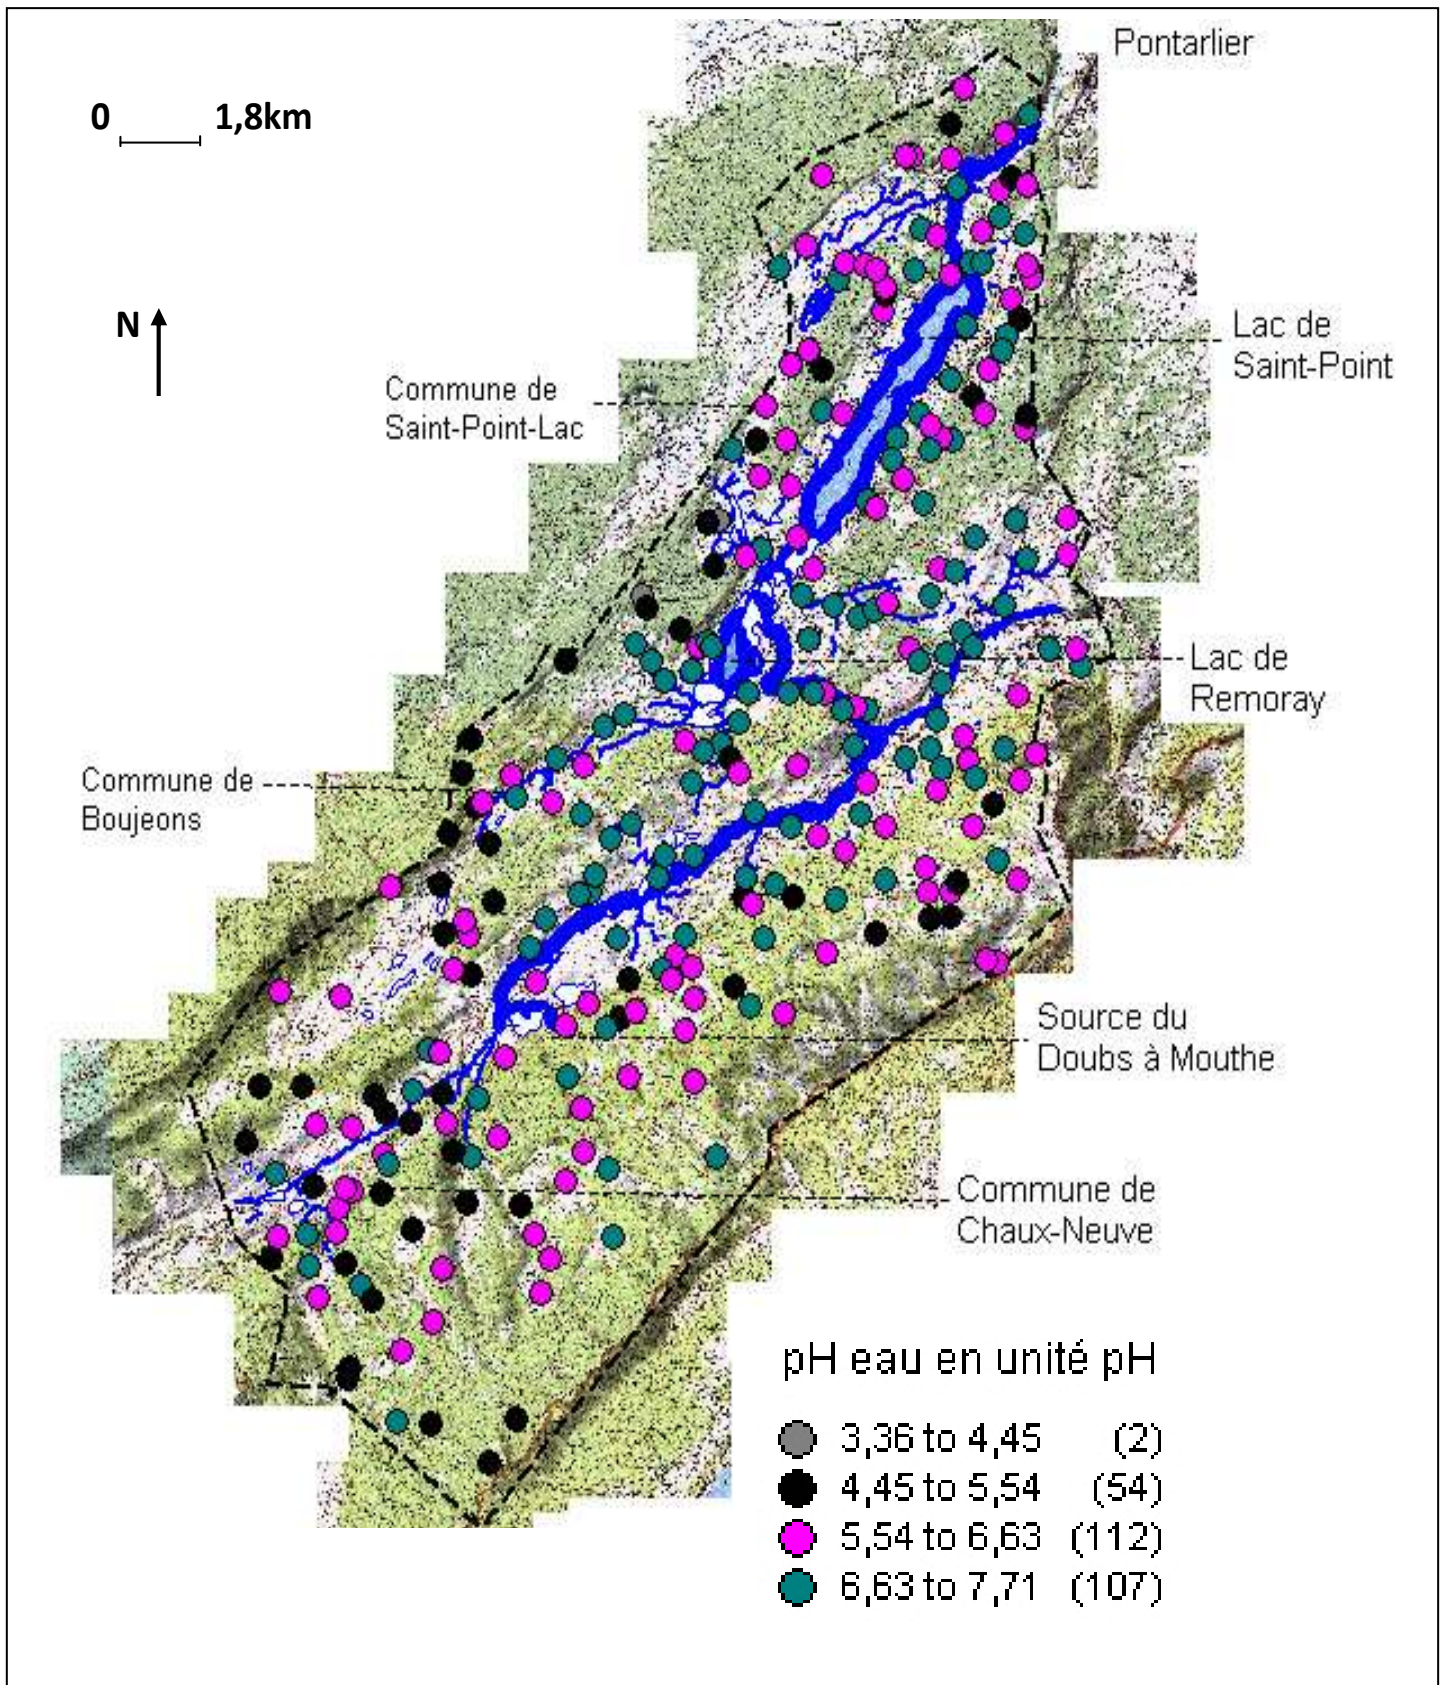 Pontarlier
0 1,8km
N
Lac de
Saint-Point
Commune de
Saint-Point-Lac
Lac de
Remoray
Commune de
Boujeons
Source du
Doubs à Mouthe
Commune de
Chaux-Neuve
pH eau en unité pH
3,36 to 4,45 (2)
4,45 to 5,54 (54)
5,54 to 6,63 (112)
6,63 to 7,71 (107)